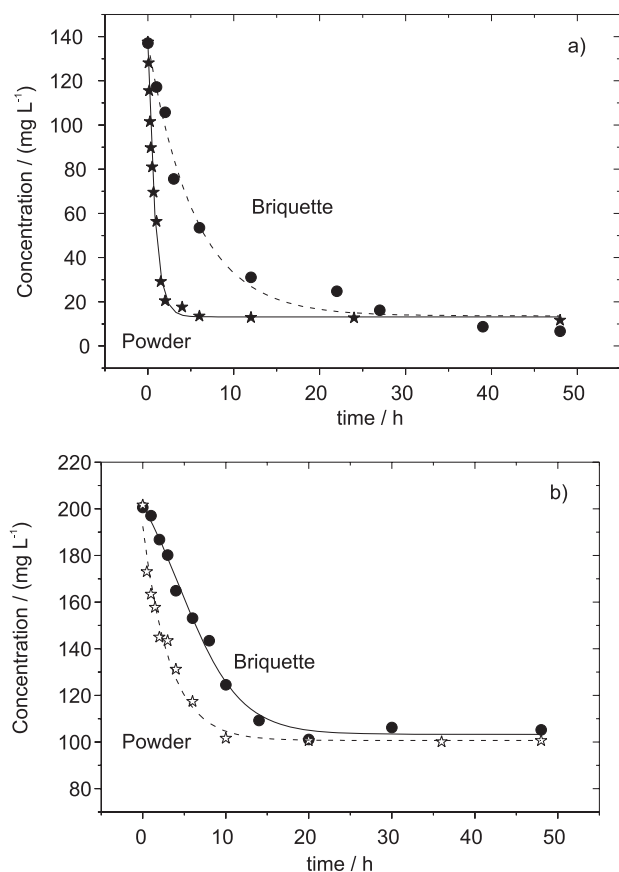 a)
140
120
100
80
60
40
20
0
Concentration / (mg L⁻¹)
Briquette
Powder
0 10 20 30 40 50
time / h
b)
220
200
180
160
140
120
100
80
Concentration / (mg L⁻¹)
Briquette
Powder
0 10 20 30 40 50
time / h